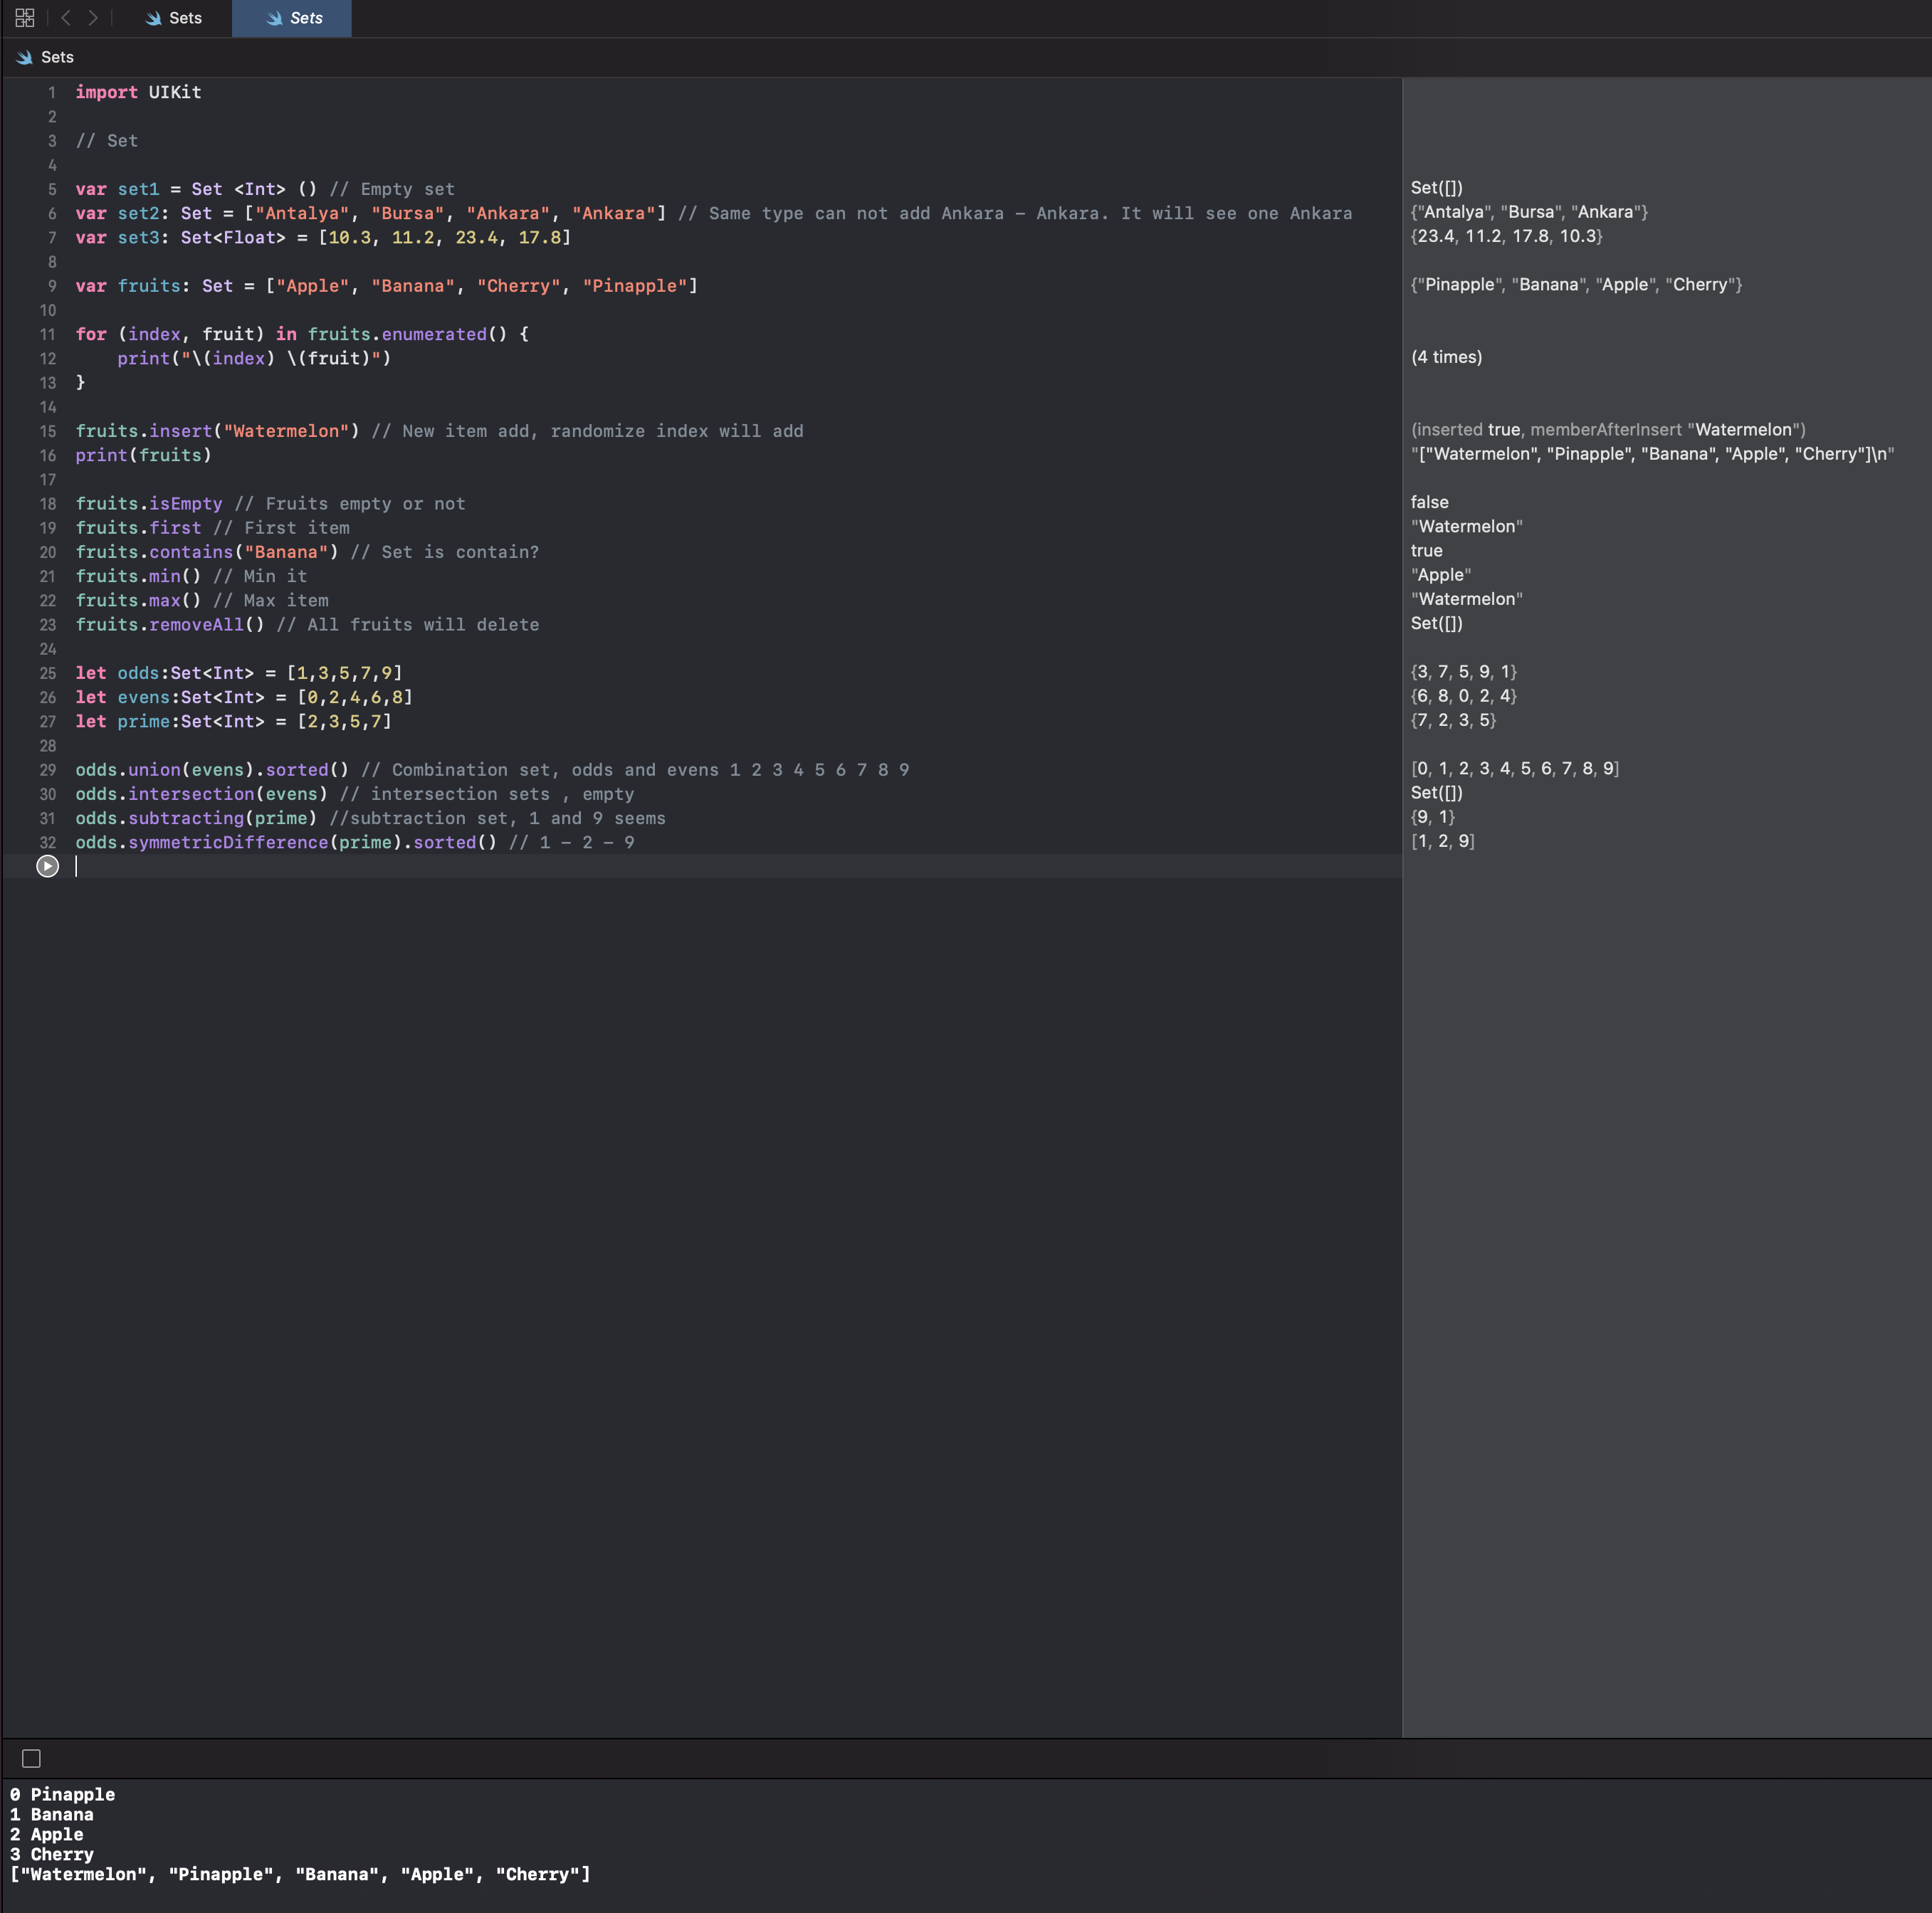 Sets
Sets
Sets
1 import UIKit
2
3 // Set
4
5 var set1 = Set <Int> () // Empty set
6 var set2: Set = ["Antalya", "Bursa", "Ankara", "Ankara"] // Same type can not add Ankara – Ankara. It will see one Ankara
7 var set3: Set<Float> = [10.3, 11.2, 23.4, 17.8]
8
9 var fruits: Set = ["Apple", "Banana", "Cherry", "Pinapple"]
10
11 for (index, fruit) in fruits.enumerated() {
12     print("\(index) \(fruit)")
13 }
14
15 fruits.insert("Watermelon") // New item add, randomize index will add
16 print(fruits)
17
18 fruits.isEmpty // Fruits empty or not
19 fruits.first // First item
20 fruits.contains("Banana") // Set is contain?
21 fruits.min() // Min it
22 fruits.max() // Max item
23 fruits.removeAll() // All fruits will delete
24
25 let odds:Set<Int> = [1,3,5,7,9]
26 let evens:Set<Int> = [0,2,4,6,8]
27 let prime:Set<Int> = [2,3,5,7]
28
29 odds.union(evens).sorted() // Combination set, odds and evens 1 2 3 4 5 6 7 8 9
30 odds.intersection(evens) // intersection sets , empty
31 odds.subtracting(prime) //subtraction set, 1 and 9 seems
32 odds.symmetricDifference(prime).sorted() // 1 – 2 – 9
Set([])
{"Antalya", "Bursa", "Ankara"}
{23.4, 11.2, 17.8, 10.3}
{"Pinapple", "Banana", "Apple", "Cherry"}
(4 times)
(inserted true, memberAfterInsert "Watermelon")
"["Watermelon", "Pinapple", "Banana", "Apple", "Cherry"]\n"
false
"Watermelon"
true
"Apple"
"Watermelon"
Set([])
{3, 7, 5, 9, 1}
{6, 8, 0, 2, 4}
{7, 2, 3, 5}
[0, 1, 2, 3, 4, 5, 6, 7, 8, 9]
Set([])
{9, 1}
[1, 2, 9]
0 Pinapple
1 Banana
2 Apple
3 Cherry
["Watermelon", "Pinapple", "Banana", "Apple", "Cherry"]